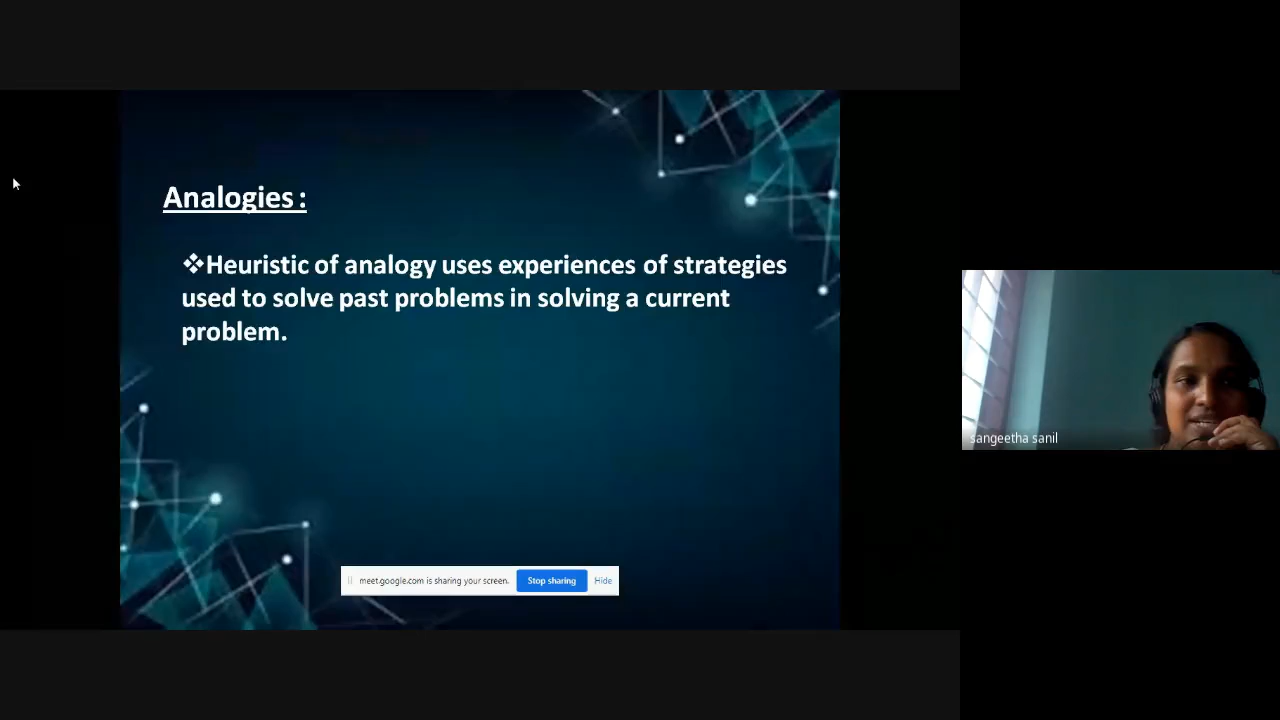 Analogies :
❖Heuristic of analogy uses experiences of strategies
used to solve past problems in solving a current
problem.
sangeetha sanil
meet.google.com is sharing your screen. Stop sharing Hide